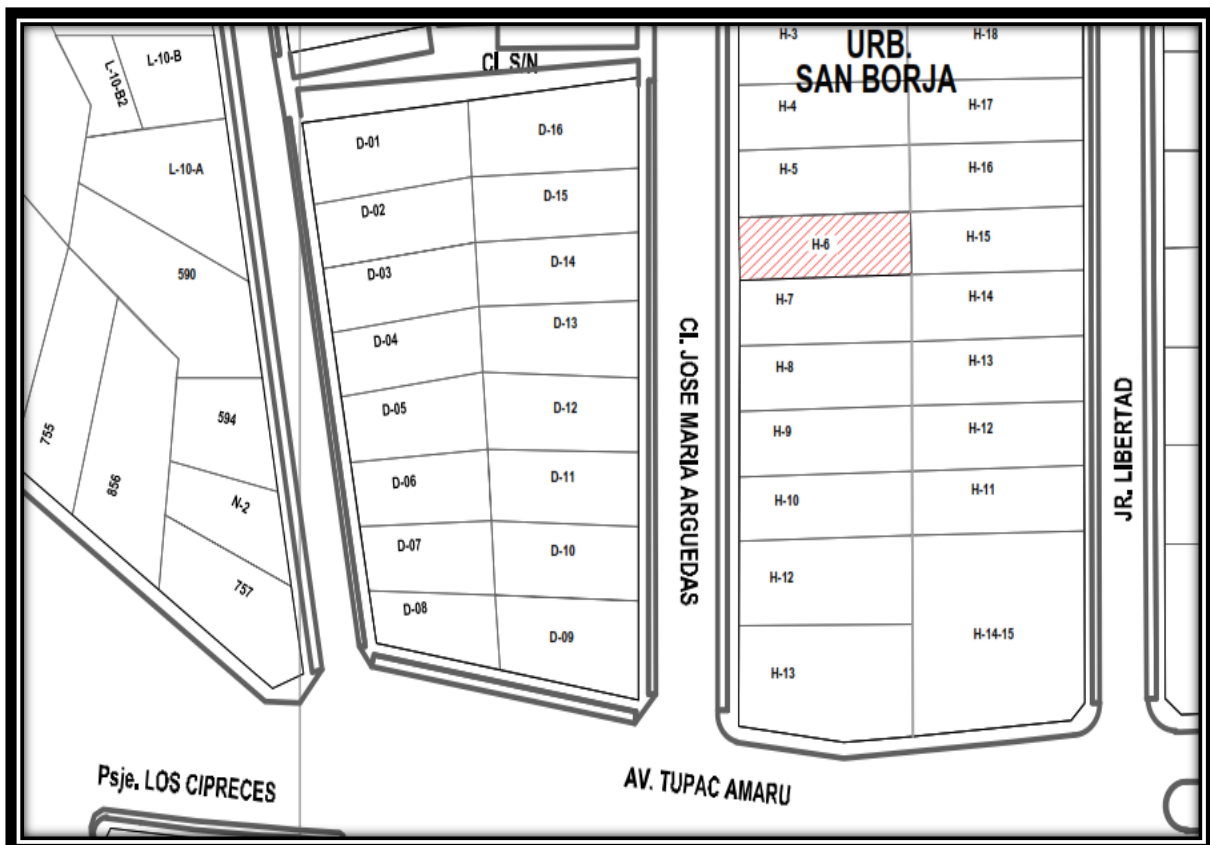 L-10-B
L-10-B2
L-10-A
590
755
856
594
N-2
757
Cl. S/N
D-01
D-16
D-02
D-15
D-03
D-14
D-04
D-13
D-05
D-12
D-06
D-11
D-07
D-10
D-08
D-09
Cl. JOSE MARIA ARGUEDAS
H-3
H-18
URB.
SAN BORJA
H-4
H-17
H-5
H-16
H-6
H-15
H-7
H-14
H-8
H-13
H-9
H-12
H-10
H-11
H-12
H-14-15
H-13
JR. LIBERTAD
Psje. LOS CIPRECES
AV. TUPAC AMARU